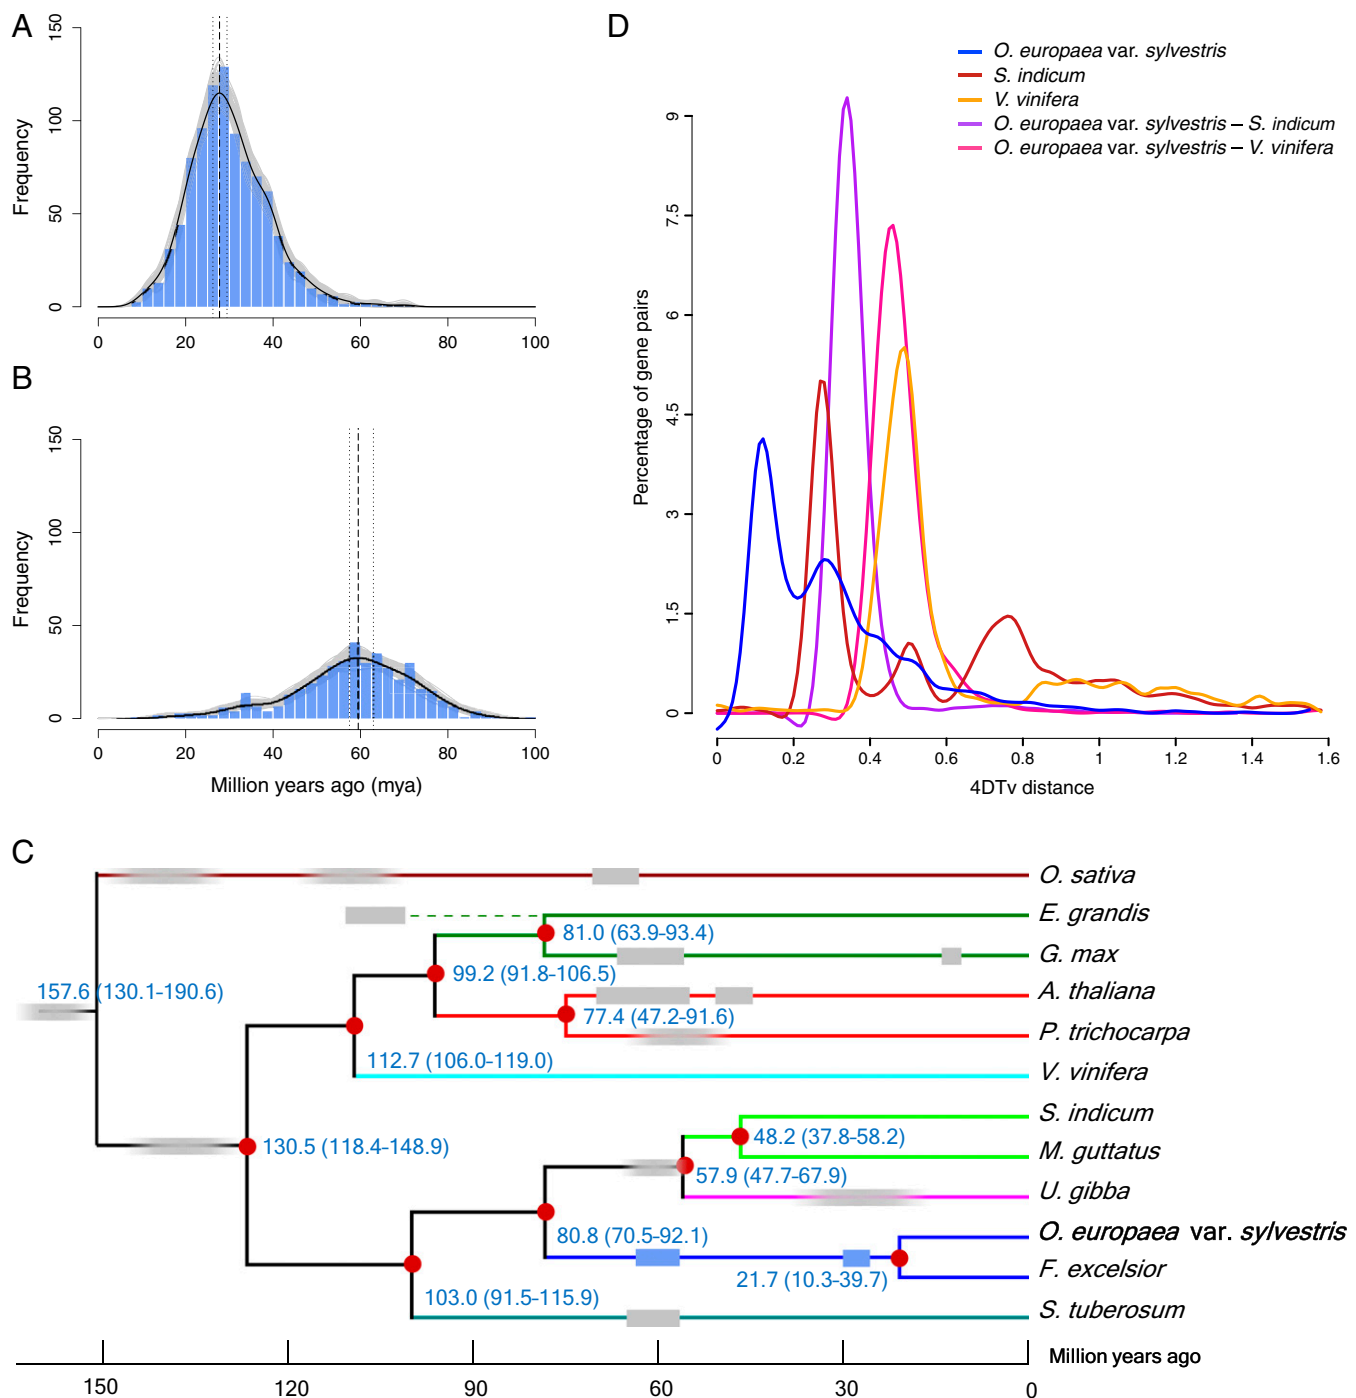 A
Frequency
0
50
100
150
0 20 40 60 80 100
B
Frequency
0
50
100
150
0 20 40 60 80 100
Million years ago (mya)
D
O. europaea var. sylvestris
S. indicum
V. vinifera
O. europaea var. sylvestris – S. indicum
O. europaea var. sylvestris – V. vinifera
Percentage of gene pairs
0
1.5
3
4.5
6
7.5
9
0 0.2 0.4 0.6 0.8 1 1.2 1.4 1.6
4DTv distance
C
O. sativa
E. grandis
81.0 (63.9–93.4)
G. max
99.2 (91.8–106.5)
157.6 (130.1–190.6)
A. thaliana
77.4 (47.2–91.6)
P. trichocarpa
112.7 (106.0–119.0)
V. vinifera
S. indicum
48.2 (37.8–58.2)
130.5 (118.4–148.9)
M. guttatus
57.9 (47.7–67.9)
U. gibba
O. europaea var. sylvestris
80.8 (70.5–92.1)
F. excelsior
21.7 (10.3–39.7)
103.0 (91.5–115.9)
S. tuberosum
Million years ago
150 120 90 60 30 0